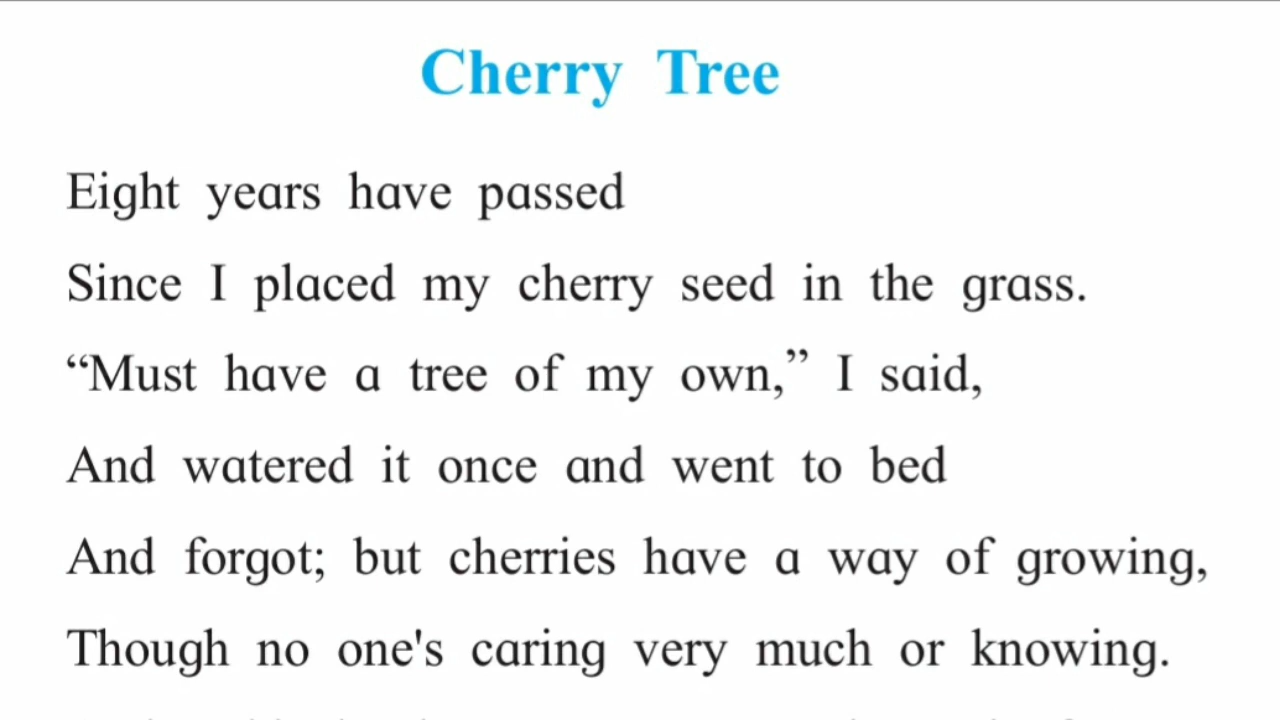 Cherry Tree
Eight years have passed
Since I placed my cherry seed in the grass.
“Must have a tree of my own,” I said,
And watered it once and went to bed
And forgot; but cherries have a way of growing,
Though no one's caring very much or knowing.